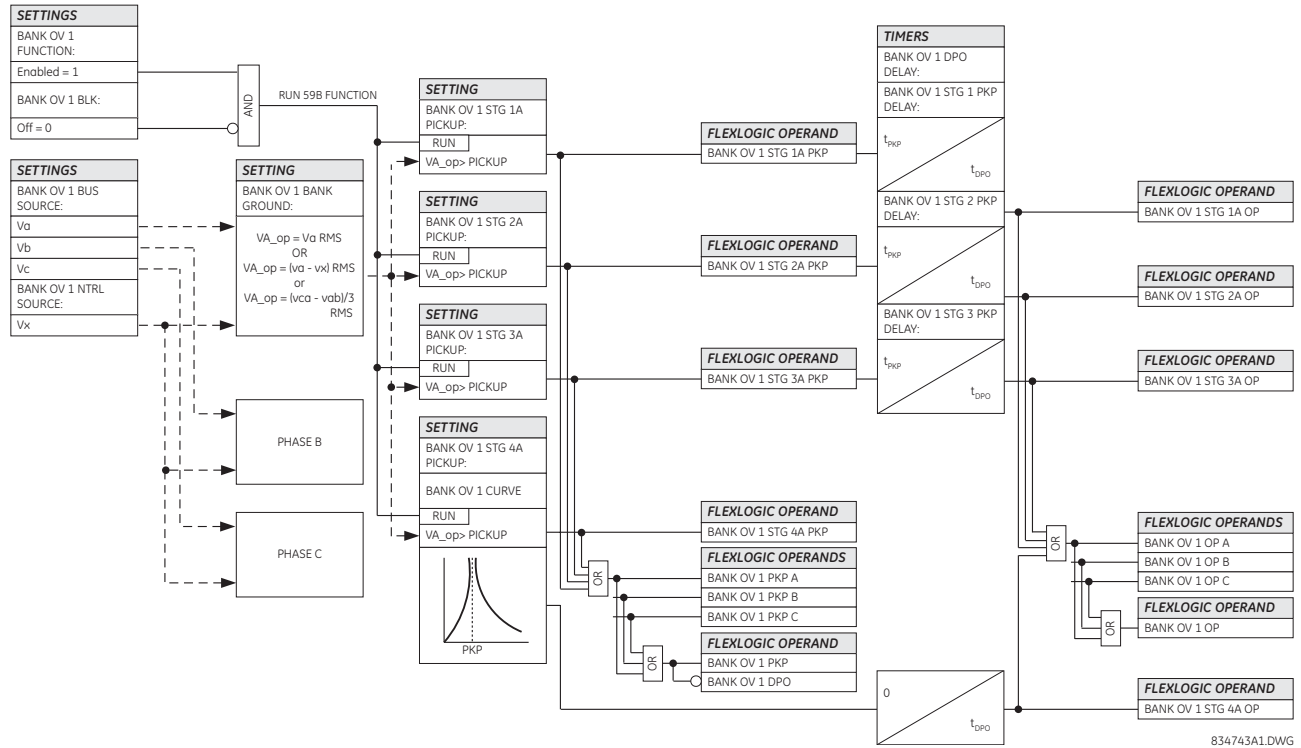 SETTINGS
BANK OV 1
FUNCTION:
Enabled = 1
BANK OV 1 BLK:
Off = 0
AND
RUN 59B FUNCTION
SETTINGS
BANK OV 1 BUS
SOURCE:
Va
Vb
Vc
BANK OV 1 NTRL
SOURCE:
Vx
SETTING
BANK OV 1 BANK
GROUND:
VA_op = Va RMS
OR
VA_op = (va - vx) RMS
or
VA_op = (vca - vab)/3
RMS
PHASE B
PHASE C
SETTING
BANK OV 1 STG 1A
PICKUP:
RUN
VA_op> PICKUP
SETTING
BANK OV 1 STG 2A
PICKUP:
RUN
VA_op> PICKUP
SETTING
BANK OV 1 STG 3A
PICKUP:
RUN
VA_op> PICKUP
SETTING
BANK OV 1 STG 4A
PICKUP:
BANK OV 1 CURVE
RUN
VA_op> PICKUP
PKP
OR
OR
FLEXLOGIC OPERAND
BANK OV 1 STG 1A PKP
FLEXLOGIC OPERAND
BANK OV 1 STG 2A PKP
FLEXLOGIC OPERAND
BANK OV 1 STG 3A PKP
FLEXLOGIC OPERAND
BANK OV 1 STG 4A PKP
FLEXLOGIC OPERANDS
BANK OV 1 PKP A
BANK OV 1 PKP B
BANK OV 1 PKP C
FLEXLOGIC OPERAND
BANK OV 1 PKP
BANK OV 1 DPO
TIMERS
BANK OV 1 DPO
DELAY:
BANK OV 1 STG 1 PKP
DELAY:
tPKP
tDPO
BANK OV 1 STG 2 PKP
DELAY:
tPKP
tDPO
BANK OV 1 STG 3 PKP
DELAY:
tPKP
tDPO
0
tDPO
OR
OR
FLEXLOGIC OPERAND
BANK OV 1 STG 1A OP
FLEXLOGIC OPERAND
BANK OV 1 STG 2A OP
FLEXLOGIC OPERAND
BANK OV 1 STG 3A OP
FLEXLOGIC OPERANDS
BANK OV 1 OP A
BANK OV 1 OP B
BANK OV 1 OP C
FLEXLOGIC OPERAND
BANK OV 1 OP
FLEXLOGIC OPERAND
BANK OV 1 STG 4A OP
834743A1.DWG